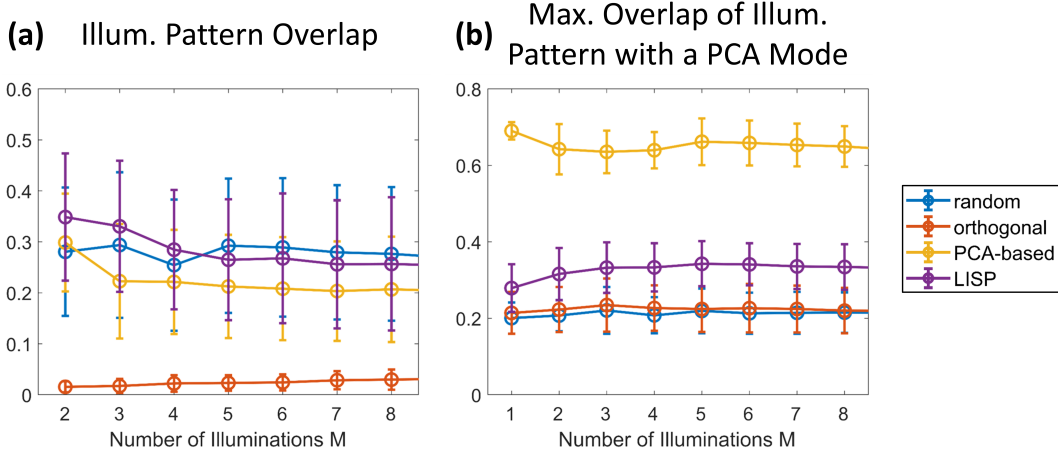 (a) Illum. Pattern Overlap
0.6
0.5
0.4
0.3
0.2
0.1
0
2 3 4 5 6 7 8
Number of Illuminations M
(b) Max. Overlap of Illum.
Pattern with a PCA Mode
0.8
0.6
0.4
0.2
0
1 2 3 4 5 6 7 8
Number of Illuminations M
random
orthogonal
PCA-based
LISP